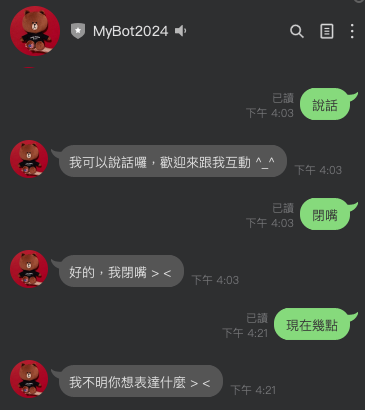 MyBot2024
已讀
下午 4:03
說話
我可以說話囉，歡迎來跟我互動 ^_^
下午 4:03
已讀
下午 4:03
閉嘴
好的，我閉嘴 > <
下午 4:03
已讀
下午 4:21
現在幾點
我不明你想表達什麼 > <
下午 4:21